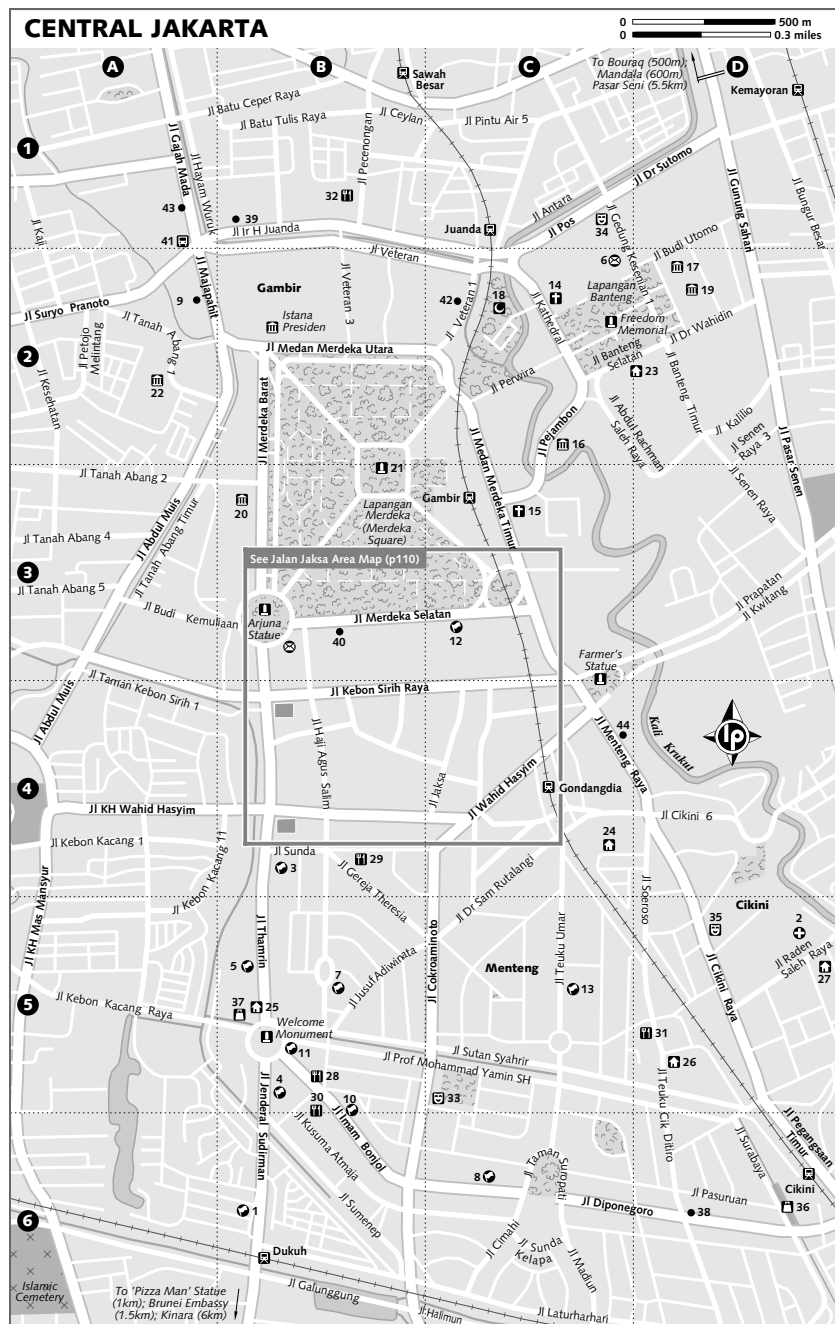 CENTRAL JAKARTA
0 500 m
0 0.3 miles
A
B
C
D
To Bouraq (500m);
Mandala (600m)
Pasar Seni (5.5km)
Sawah
Besar
Kemayoran
Jl Batu Ceper Raya
Jl Batu Tulis Raya
Jl Ceylan
Jl Pintu Air 5
Jl Pecenongan
1
Jl Gajah Mada
Jl Hayam Wuruk
Jl Dr Sutomo
Jl Gunung Sahari
Jl Bungur Besar
32
43
39
Jl Antara
Jl Ir H Juanda
Juanda
Jl Pos
34
Jl Gedung Kesenian 1
Jl Kaji
41
Jl Veteran
Jl Budi Utomo
6
17
Jl Majapahit
Gambir
Jl Veteran 3
42
Jl Veteran 1
18
14
Lapangan
Banteng
19
9
Jl Suryo Pranoto
Istana
Presiden
Jl Kathedral
Freedom
Memorial
Jl Tanah Abang 1
Jl Petojo
Melintang
Jl Medan Merdeka Utara
Jl Dr Wahidin
Jl Banteng
Selatan
2
23
Jl Kesehatan
22
Jl Merdeka Barat
Jl Perwira
Jl Banteng Timur
Jl Abdul Rachman
Saleh Raya
Jl Kalilio
Jl Senen
Raya 3
Jl Pejambon
16
Jl Medan Merdeka Timur
Jl Pasar Senen
Jl Tanah Abang 2
21
Jl Senen Raya
20
Lapangan
Merdeka
(Merdeka
Square)
Gambir
15
Jl Abdul Muis
Jl Tanah Abang Timur
Jl Tanah Abang 4
See Jalan Jaksa Area Map (p110)
3
Jl Tanah Abang 5
Jl Prapatan
Jl Kwitang
Jl Budi Kemuliaan
Arjuna
Statue
Jl Merdeka Selatan
40
12
Farmer's
Statue
Jl Taman Kebon Sirih 1
Jl Kebon Sirih Raya
Jl Abdul Muis
Jl Haji Agus Salim
44
Jl Menteng Raya
Kali Krukut
lp
4
Jl Jaksa
Jl Wahid Hasyim
Gondangdia
Jl KH Wahid Hasyim
Jl Cikini 6
Jl Kebon Kacang 1
Jl Kebon Kacang 11
24
Jl Sunda
3
29
Jl Gereja Theresia
Jl Dr Sam Rutalangi
Jl Soeroso
Jl KH Mas Mansyur
Jl Thamrin
Jl Cokroaminoto
Jl Teuku Umar
Cikini
35
2
Jl Raden
Saleh Raya
27
5
7
Jl Jusuf Adiwinata
Menteng
13
Jl Cikini Raya
5
Jl Kebon Kacang Raya
37
25
Welcome
Monument
11
Jl Sutan Syahrir
31
Jl Prof Mohammad Yamin SH
26
4
28
30
10
33
Jl Jenderal Sudirman
Jl Imam Bonjol
Jl Kusuma Atmaja
Jl Teuku Cik Ditiro
Jl Surabaya
Jl Pegangsaan
Timur
Jl Taman
Suropati
8
Cikini
Jl Pasuruan
Jl Diponegoro
38
36
6
1
Jl Sumenep
Jl Cimahi
Jl Sunda
Kelapa
Jl Madiun
Dukuh
Islamic
Cemetery
To 'Pizza Man' Statue
(1km); Brunei Embassy
(1.5km); Kinara (6km)
Jl Galunggung
Jl Halimun
Jl Laturharhari